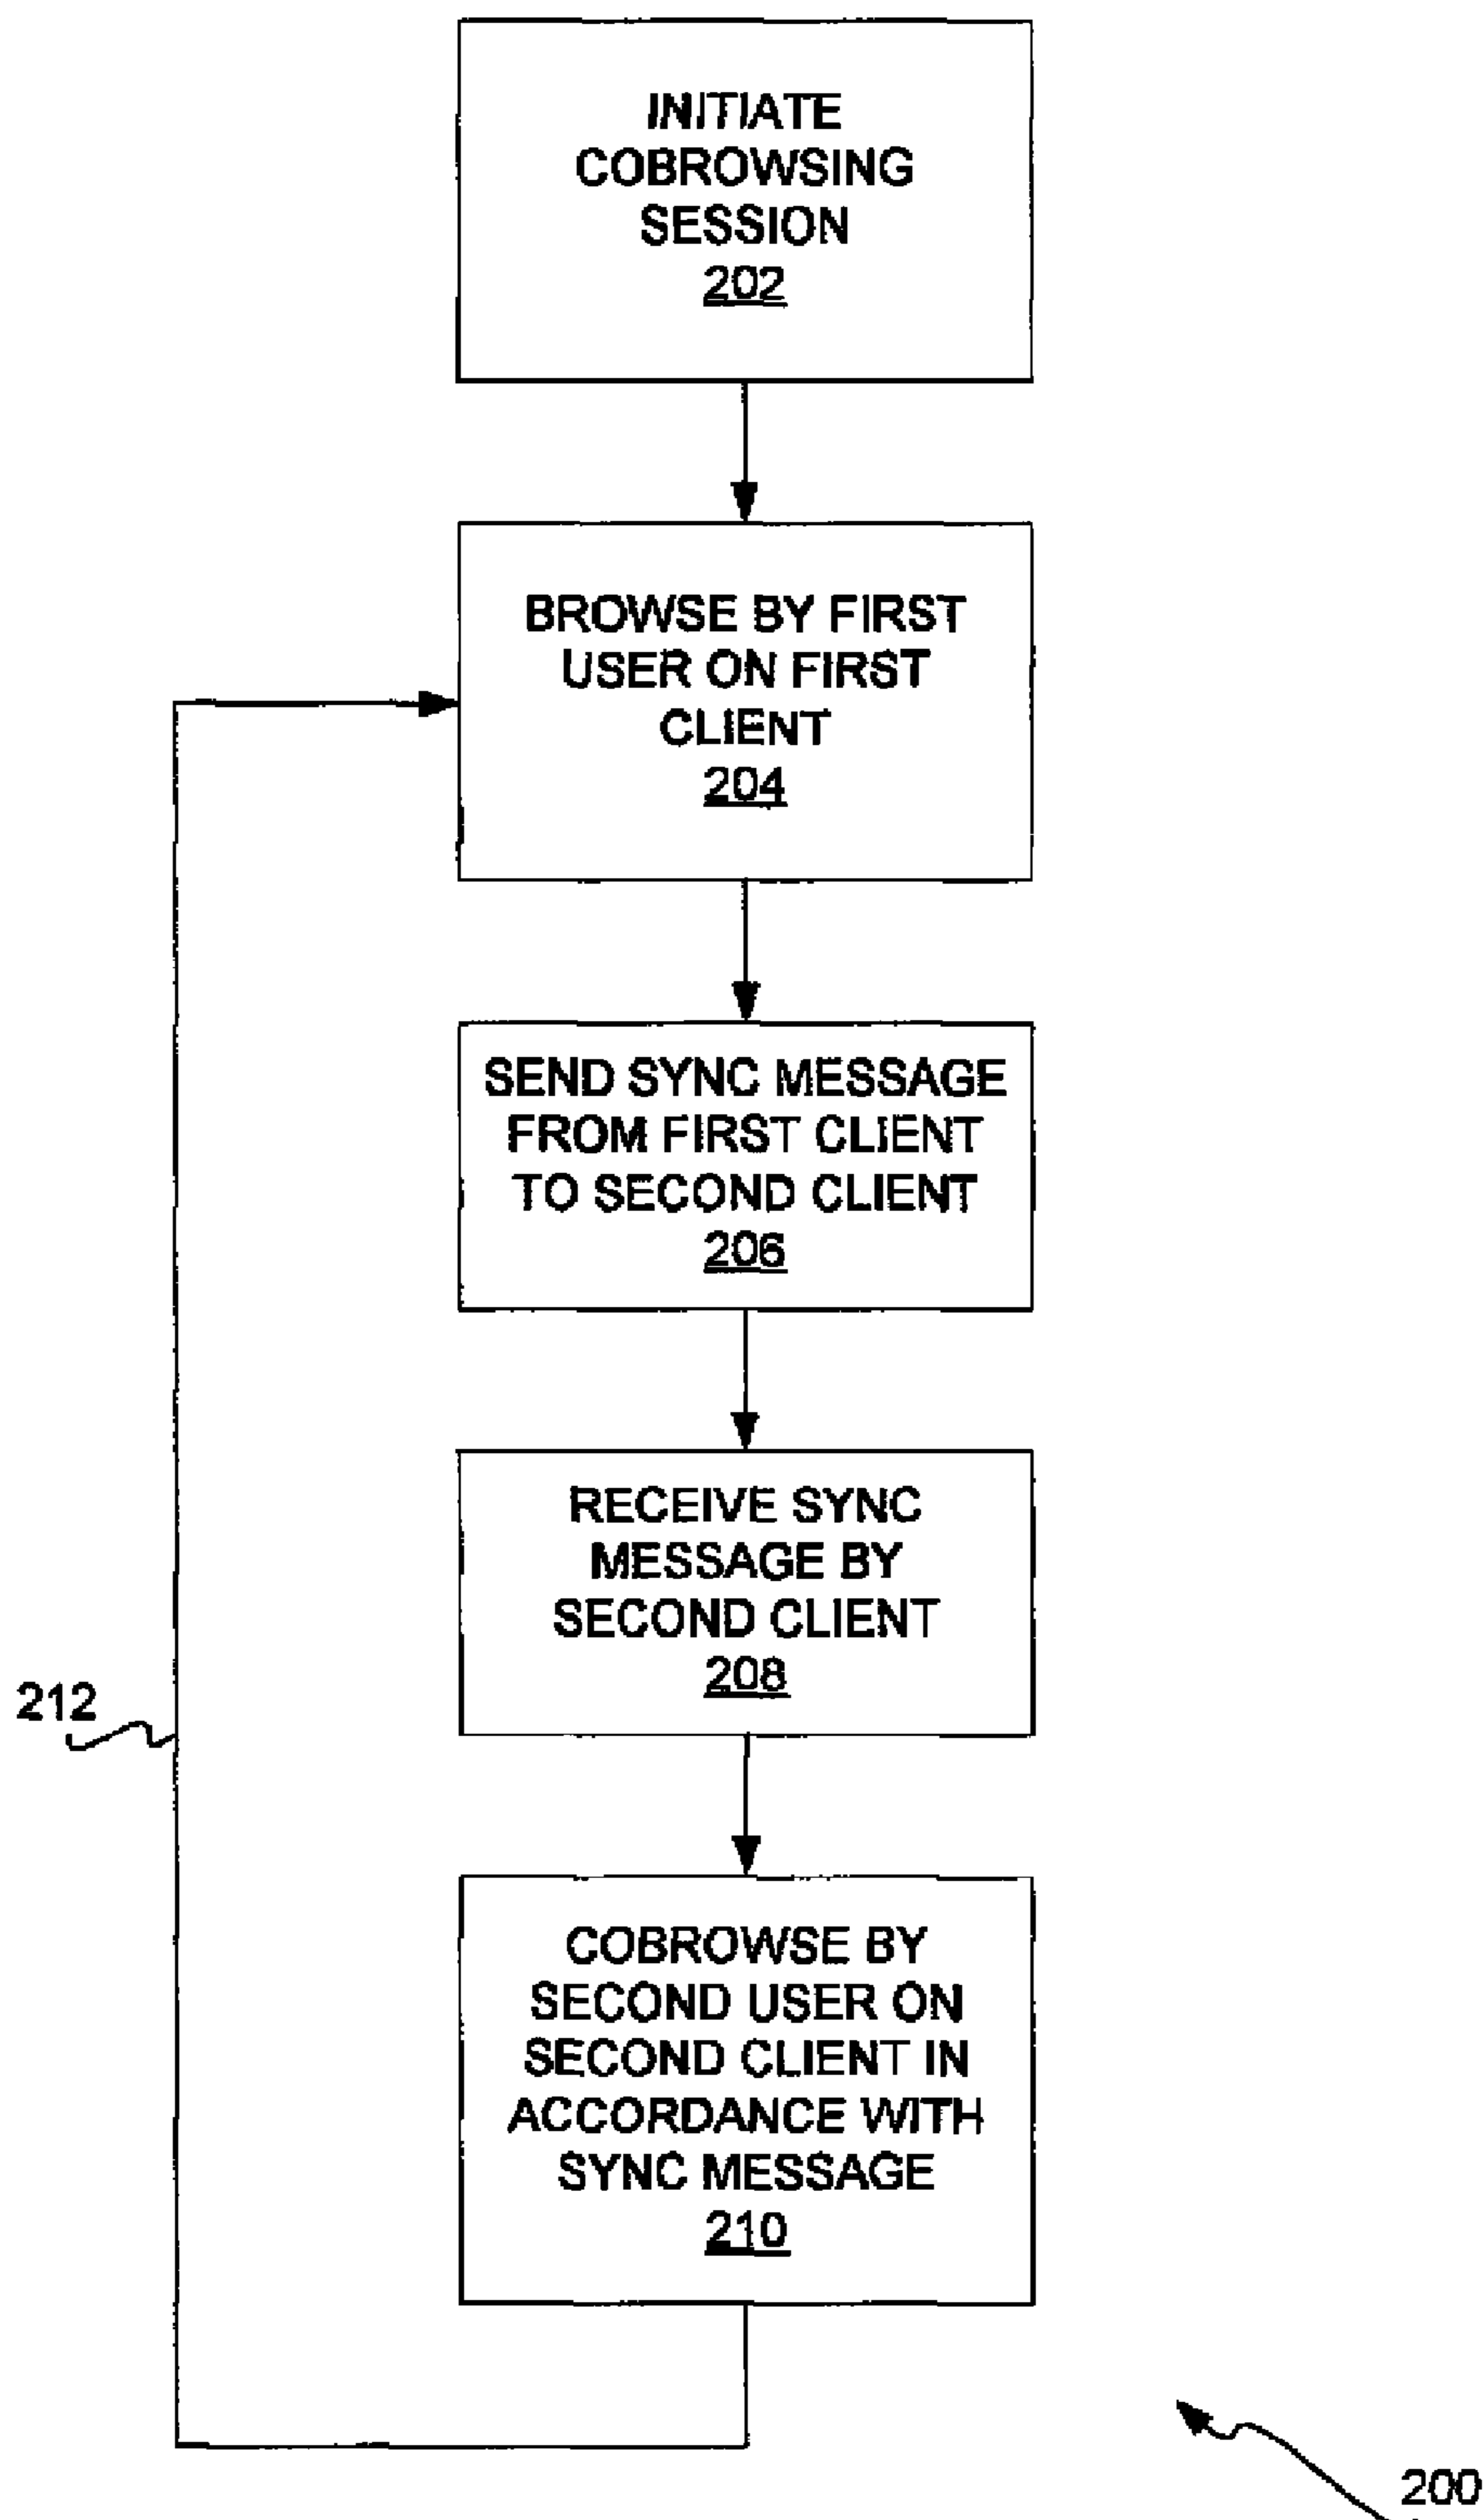 INITIATE
COBROWSING
SESSION
202
BROWSE BY FIRST
USER ON FIRST
CLIENT
204
SEND SYNC MESSAGE
FROM FIRST CLIENT
TO SECOND CLIENT
206
RECEIVE SYNC
MESSAGE BY
SECOND CLIENT
208
212
COBROWSE BY
SECOND USER ON
SECOND CLIENT IN
ACCORDANCE WITH
SYNC MESSAGE
210
200